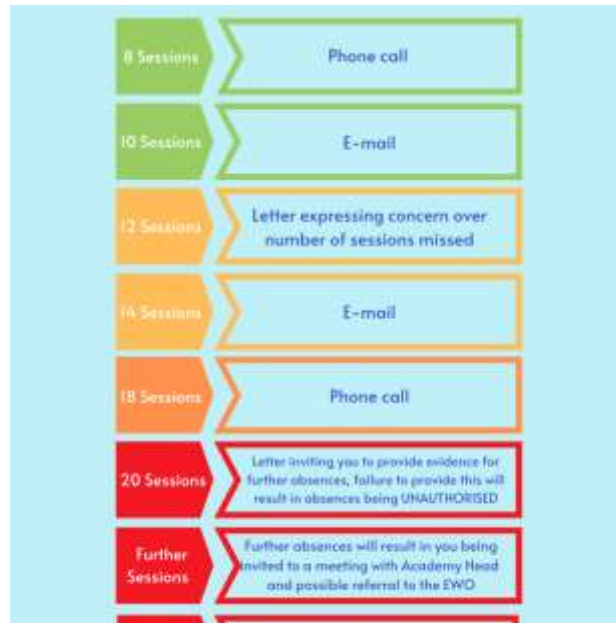 8 Sessions
Phone call
10 Sessions
E-mail
12 Sessions
Letter expressing concern over
number of sessions missed
14 Sessions
E-mail
18 Sessions
Phone call
20 Sessions
Letter inviting you to provide evidence for
further absences, failure to provide this will
result in absences being UNAUTHORISED
Further
Sessions
Further absences will result in you being
invited to a meeting with Academy Head
and possible referral to the EWO